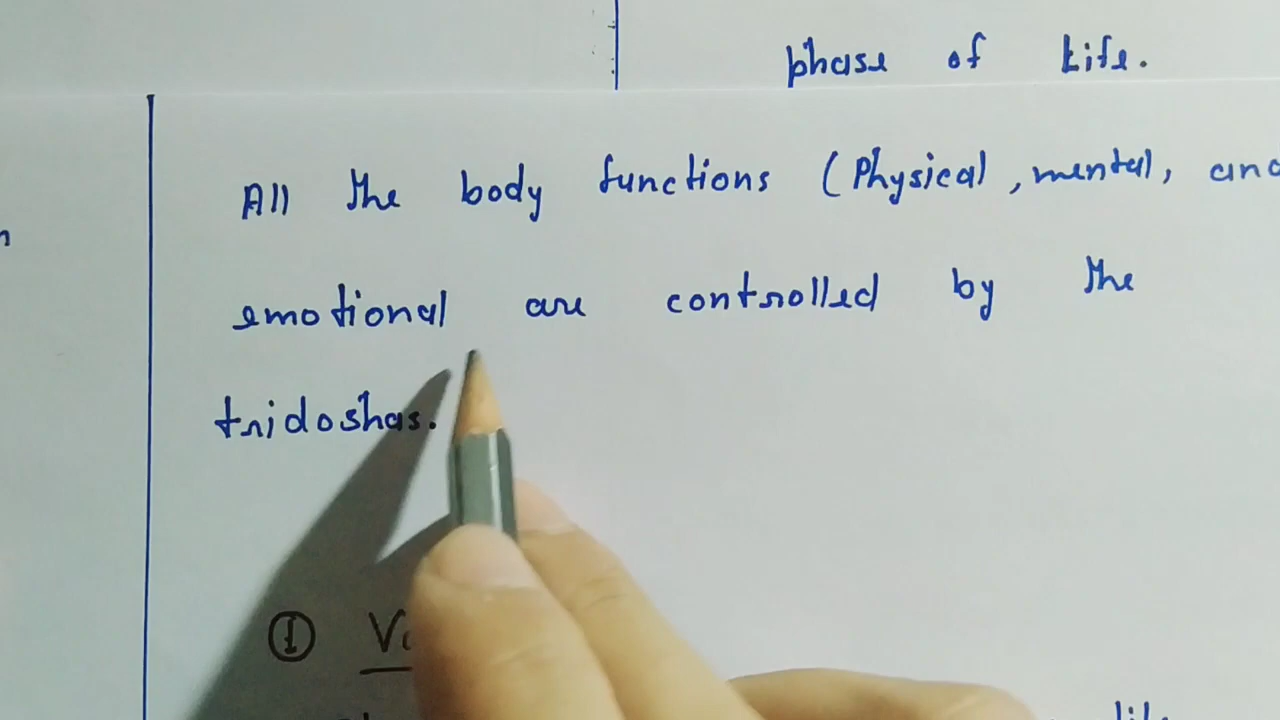 phase of life.
All the body functions (Physical, mental, and
emotional are controlled by the
tridoshas.
①